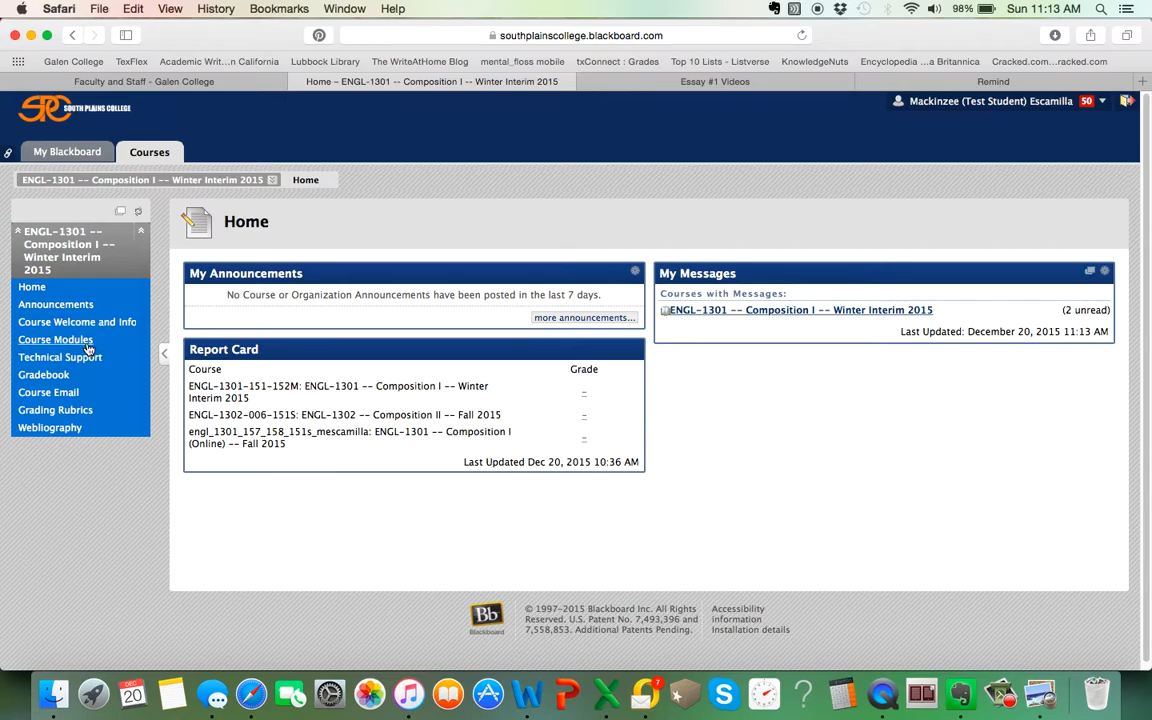 Safari File Edit View History Bookmarks Window Help 98% Sun 11:13 AM
southplainscollege.blackboard.com
Galen College TexFlex Academic Writ...n California Lubbock Library The WriteAtHome Blog mental_floss mobile txConnect : Grades Top 10 Lists - Listverse KnowledgeNuts Encyclopedia ...a Britannica Cracked.com...racked.com
Faculty and Staff - Galen College Home – ENGL-1301 -- Composition I -- Winter Interim 2015 Essay #1 Videos Remind
SPC SOUTH PLAINS COLLEGE Mackinzee (Test Student) Escamilla 50
My Blackboard Courses
ENGL-1301 -- Composition I -- Winter Interim 2015 Home
ENGL-1301 --
Composition I --
Winter Interim
2015
Home
Announcements
Course Welcome and Info
Course Modules
Technical Support
Gradebook
Course Email
Grading Rubrics
Webliography
Home
My Announcements
No Course or Organization Announcements have been posted in the last 7 days.
more announcements...
Report Card
Course Grade
ENGL-1301-151-152M: ENGL-1301 -- Composition I -- Winter
Interim 2015 –
ENGL-1302-006-151S: ENGL-1302 -- Composition II -- Fall 2015 –
engl_1301_157_158_151s_mescamilla: ENGL-1301 -- Composition I
(Online) -- Fall 2015 –
Last Updated Dec 20, 2015 10:36 AM
My Messages
Courses with Messages:
ENGL-1301 -- Composition I -- Winter Interim 2015 (2 unread)
Last Updated: December 20, 2015 11:13 AM
Bb
Blackboard
© 1997-2015 Blackboard Inc. All Rights
Reserved. U.S. Patent No. 7,493,396 and
7,558,853. Additional Patents Pending.
Accessibility
information
Installation details
DEC
20
7